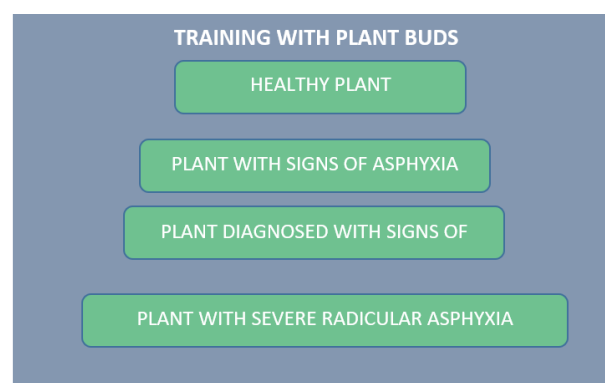 TRAINING WITH PLANT BUDS
HEALTHY PLANT
PLANT WITH SIGNS OF ASPHYXIA
PLANT DIAGNOSED WITH SIGNS OF
PLANT WITH SEVERE RADICULAR ASPHYXIA